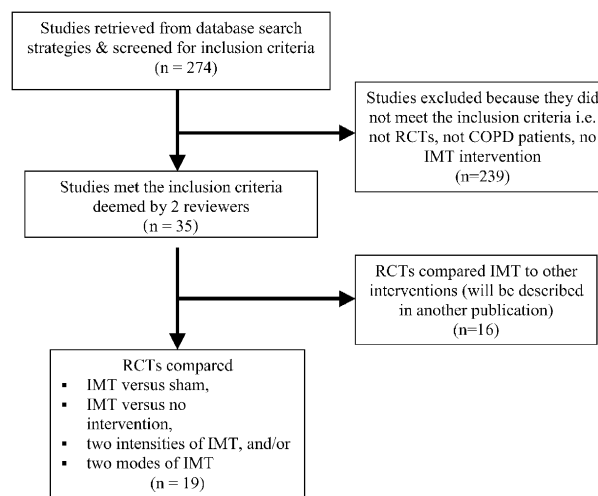 Studies retrieved from database search
strategies & screened for inclusion criteria
(n = 274)
Studies excluded because they did
not meet the inclusion criteria i.e.
not RCTs, not COPD patients, no
IMT intervention
(n=239)
Studies met the inclusion criteria
deemed by 2 reviewers
(n = 35)
RCTs compared IMT to other
interventions (will be described
in another publication)
(n=16)
RCTs compared
▪ IMT versus sham,
▪ IMT versus no
intervention,
▪ two intensities of IMT, and/or
▪ two modes of IMT
(n = 19)